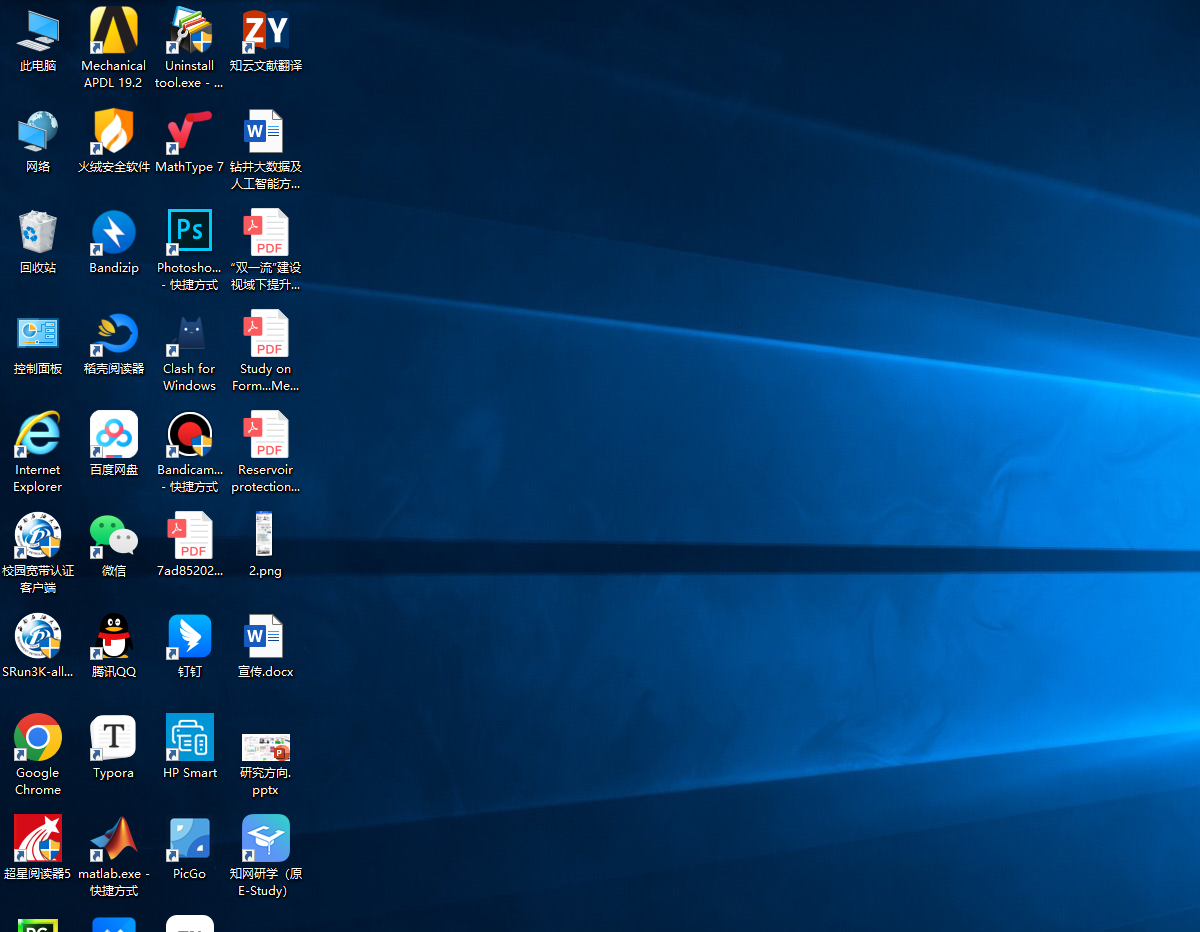 此电脑
Mechanical
APDL 19.2
Uninstall
tool.exe - ...
ZY
知云文献翻译
网络
火绒安全软件
MathType 7
W
钻井大数据及
人工智能方...
回收站
Bandizip
Ps
Photosho...
- 快捷方式
PDF
“双一流”建设
视域下提升...
控制面板
稻壳阅读器
Clash for
Windows
PDF
Study on
Form...Me...
Internet
Explorer
百度网盘
Bandicam...
- 快捷方式
PDF
Reservoir
protection...
校园宽带认证
客户端
微信
PDF
7ad85202...
2.png
SRun3K-all...
腾讯QQ
钉钉
W
宣传.docx
Google
Chrome
T
Typora
HP Smart
P
研究方向.
pptx
超星阅读器5
matlab.exe -
快捷方式
PicGo
知网研学（原
E-Study）